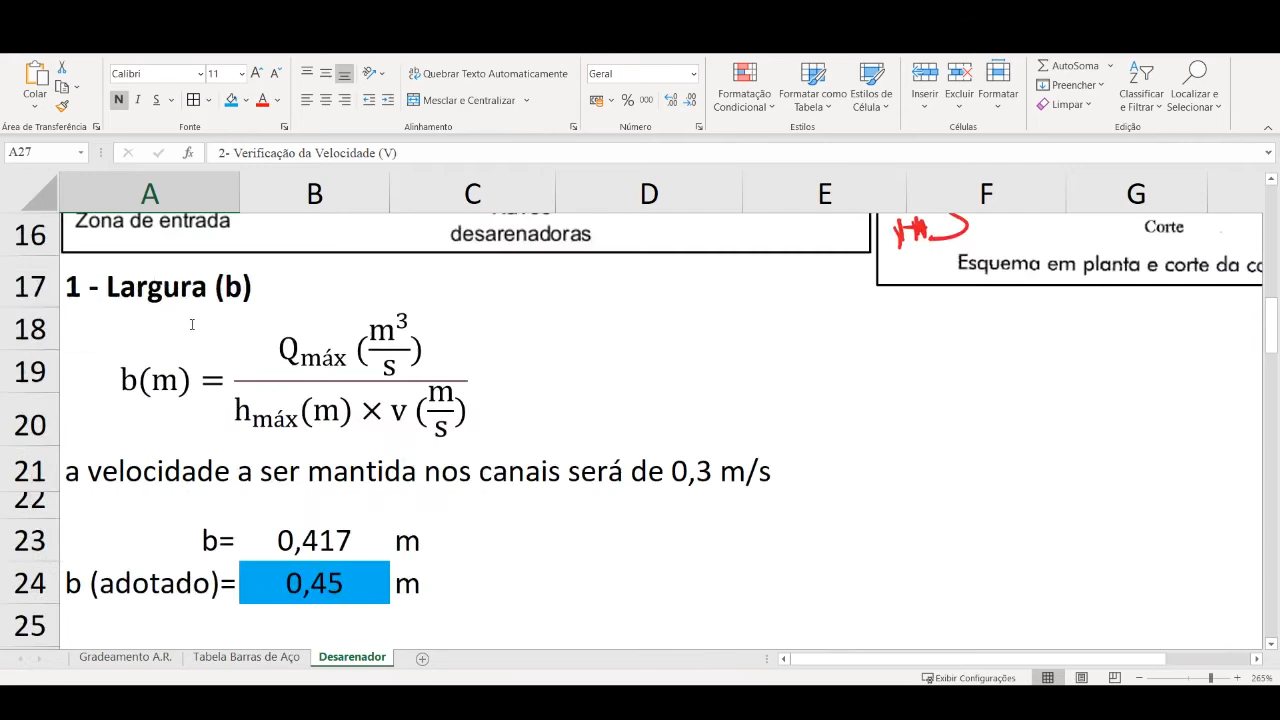 Calibri 11
Quebrar Texto Automaticamente
Geral
AutoSoma
Colar
N I S
Mesclar e Centralizar
% 000
Formatação Condicional
Formatar como Tabela
Estilos de Célula
Inserir Excluir Formatar
Preencher
Limpar
Classificar e Filtrar
Localizar e Selecionar
Área de Transferência Fonte Alinhamento Número Estilos Células Edição
A27 fx 2- Verificação da Velocidade (V)
A B C D E F G
16 Zona de entrada
desarenadoras
Corte
Esquema em planta e corte da
17 1 - Largura (b)
18
19 b(m) = Qmáx (m³/s) / hmáx(m) × v (m/s)
20
21 a velocidade a ser mantida nos canais será de 0,3 m/s
22
23 b= 0,417 m
24 b (adotado)= 0,45 m
25
Gradeamento A.R. Tabela Barras de Aço Desarenador
Exibir Configurações 265%